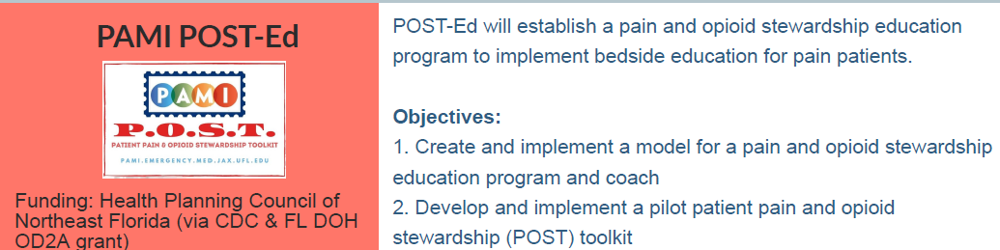 PAMI POST-Ed
PAMI
P.O.S.T.
PATIENT PAIN & OPIOID STEWARDSHIP TOOLKIT
PAMI.EMERGENCY.MED.JAX.UFL.EDU
Funding: Health Planning Council of
Northeast Florida (via CDC & FL DOH
OD2A grant)
POST-Ed will establish a pain and opioid stewardship education
program to implement bedside education for pain patients.
Objectives:
1. Create and implement a model for a pain and opioid stewardship
education program and coach
2. Develop and implement a pilot patient pain and opioid
stewardship (POST) toolkit